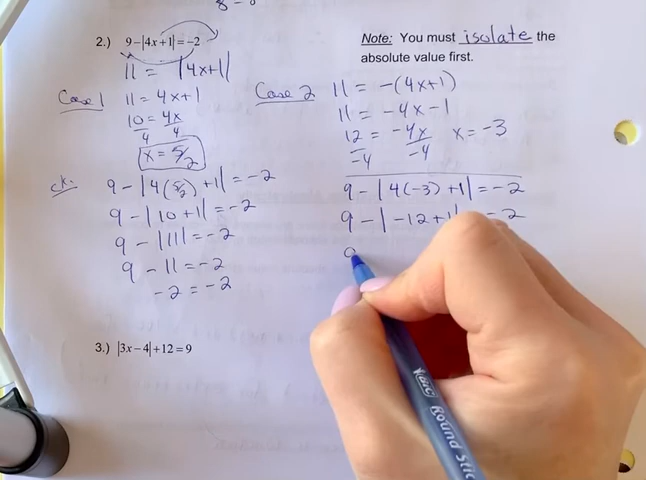 2.) 9-|4x+1|=-2
11 = |4x+1|
Case 1 11 = 4x+1
10 = 4x
4 4
x = 5/2
ck. 9 - |4(5/2)+1| = -2
9 - |10+1| = -2
9 - |11| = -2
9 - 11 = -2
-2 = -2
Note: You must isolate the
absolute value first.
Case 2 11 = -(4x+1)
11 = -4x-1
12 = -4x x = -3
-4 -4
9 - |4(-3)+1| = -2
9 - |-12+1| = -2
9
3.) |3x-4|+12=9
BIC Round Stic